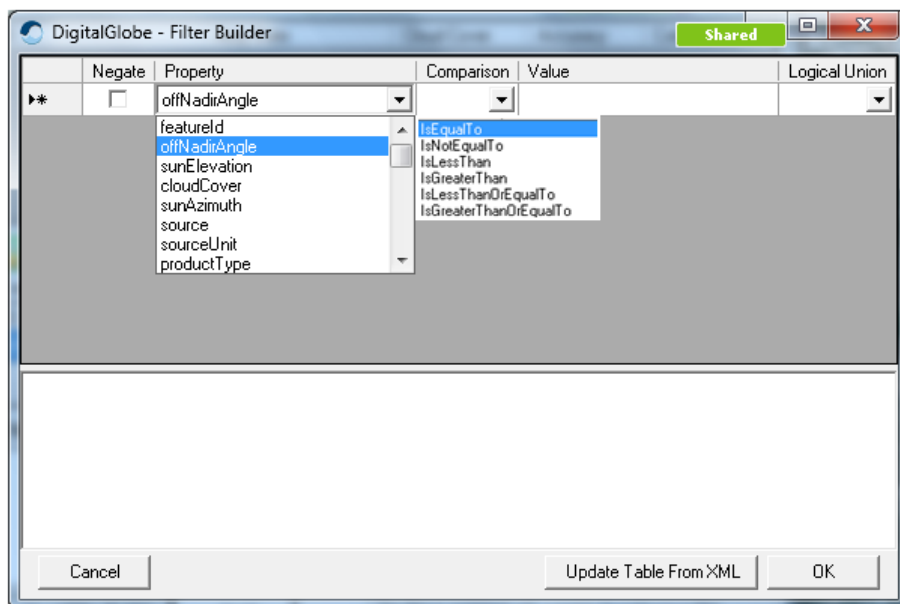 DigitalGlobe - Filter Builder
Shared
Negate Property Comparison Value Logical Union
offNadirAngle
featureId
offNadirAngle
sunElevation
cloudCover
sunAzimuth
source
sourceUnit
productType
IsEqualTo
IsNotEqualTo
IsLessThan
IsGreaterThan
IsLessThanOrEqualTo
IsGreaterThanOrEqualTo
Cancel Update Table From XML OK